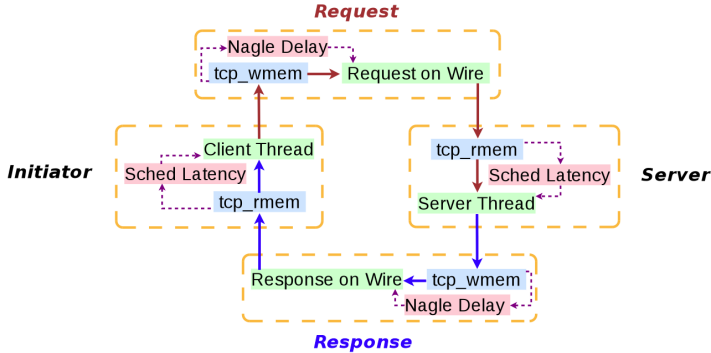 Request
Nagle Delay
tcp_wmem
Request on Wire
Initiator
Client Thread
Sched Latency
tcp_rmem
tcp_rmem
Sched Latency
Server Thread
Server
Response on Wire
tcp_wmem
Nagle Delay
Response